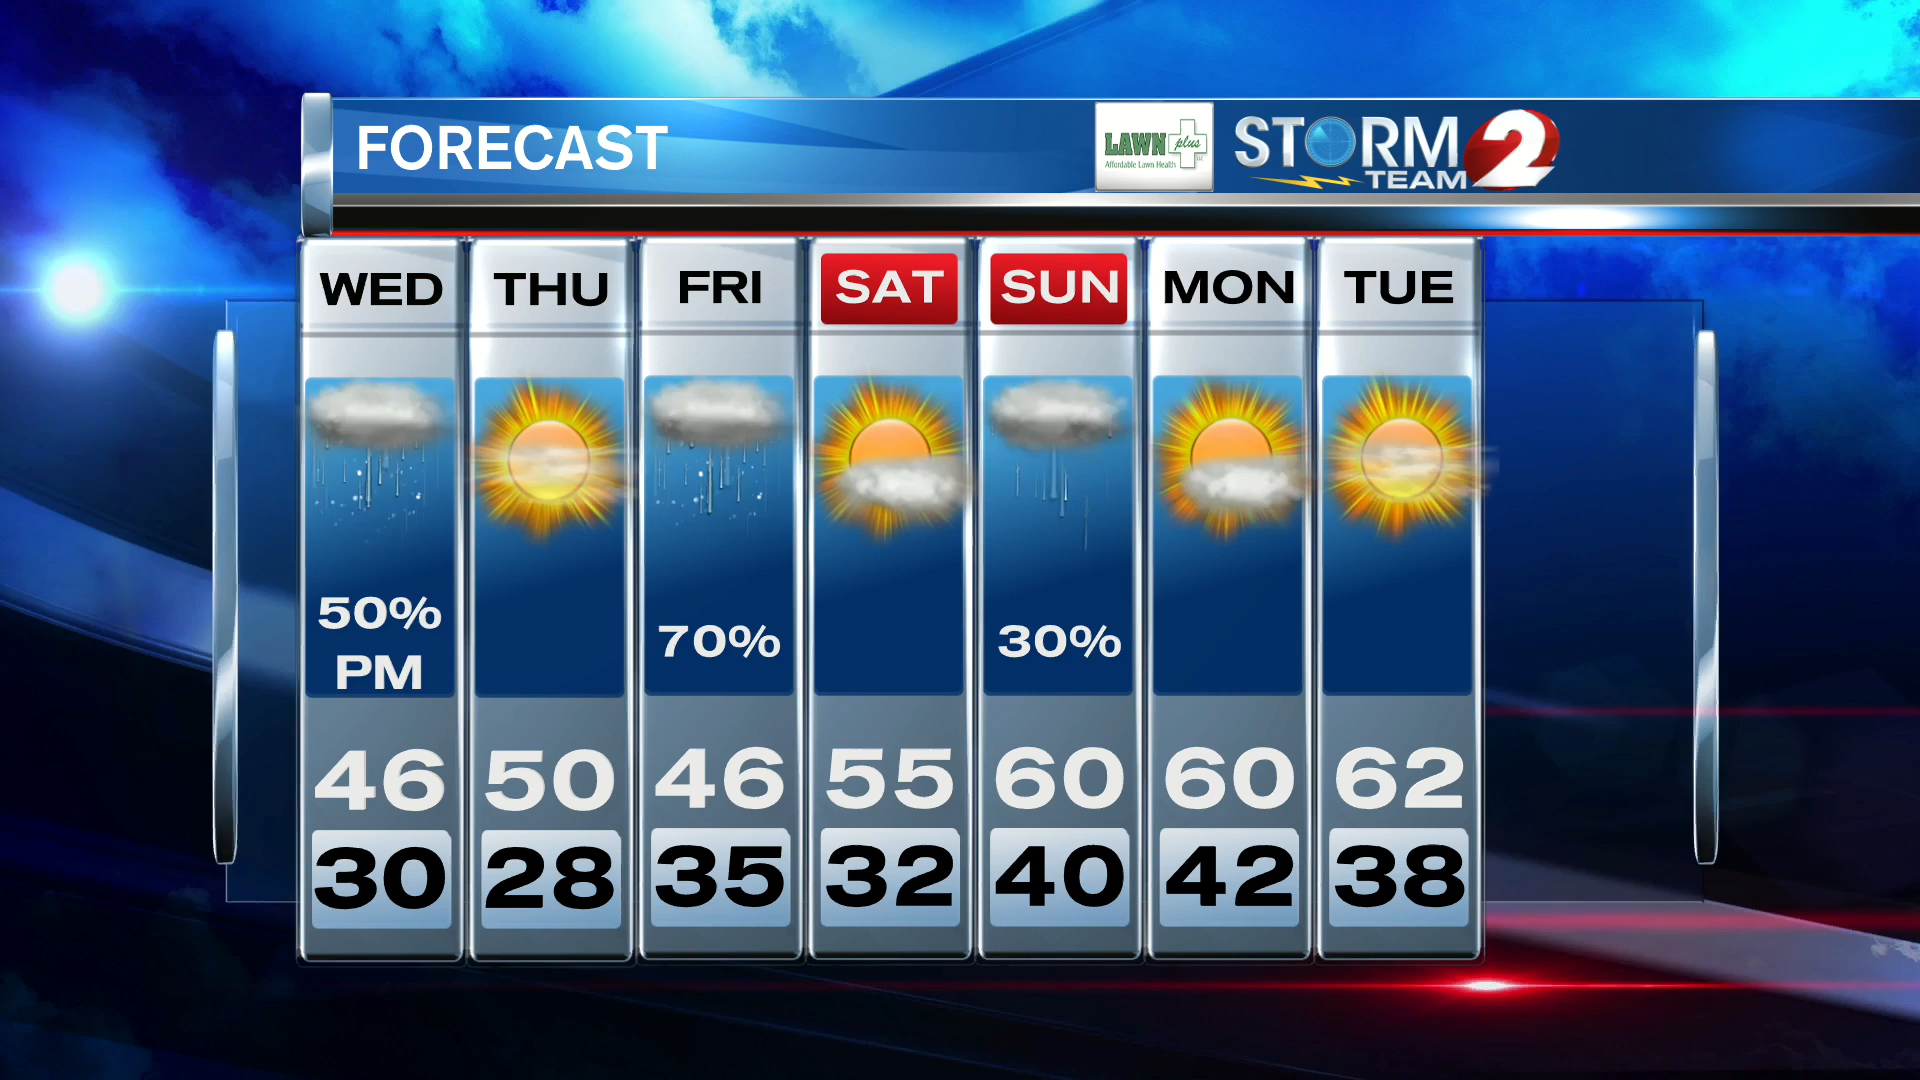 FORECAST
LAWN plus
Affordable Lawn Health
STORM 2
TEAM
WED THU FRI SAT SUN MON TUE
50% 70% 30%
PM
46 50 46 55 60 60 62
30 28 35 32 40 42 38